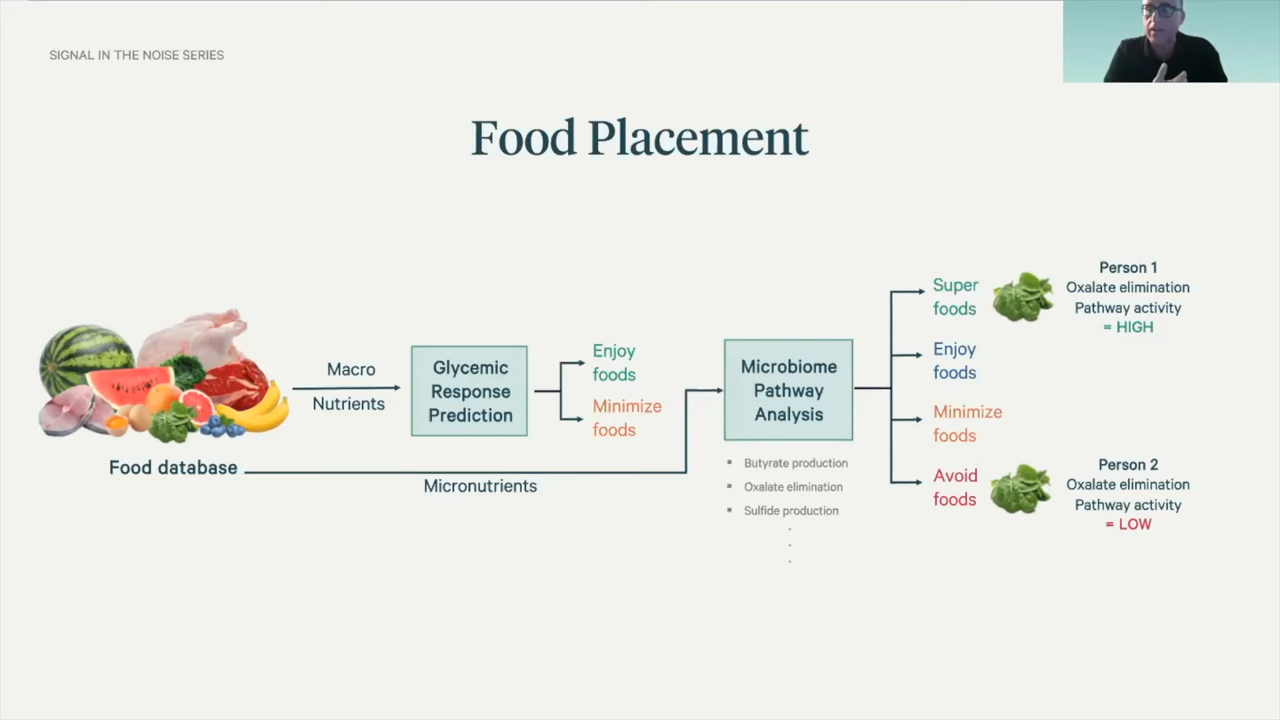 SIGNAL IN THE NOISE SERIES
Food Placement
Macro
Nutrients
Food database
Micronutrients
Glycemic
Response
Prediction
Enjoy
foods
Minimize
foods
Microbiome
Pathway
Analysis
▪ Butyrate production
▪ Oxalate elimination
▪ Sulfide production
.
.
.
Super
foods
Person 1
Oxalate elimination
Pathway activity
= HIGH
Enjoy
foods
Minimize
foods
Avoid
foods
Person 2
Oxalate elimination
Pathway activity
= LOW